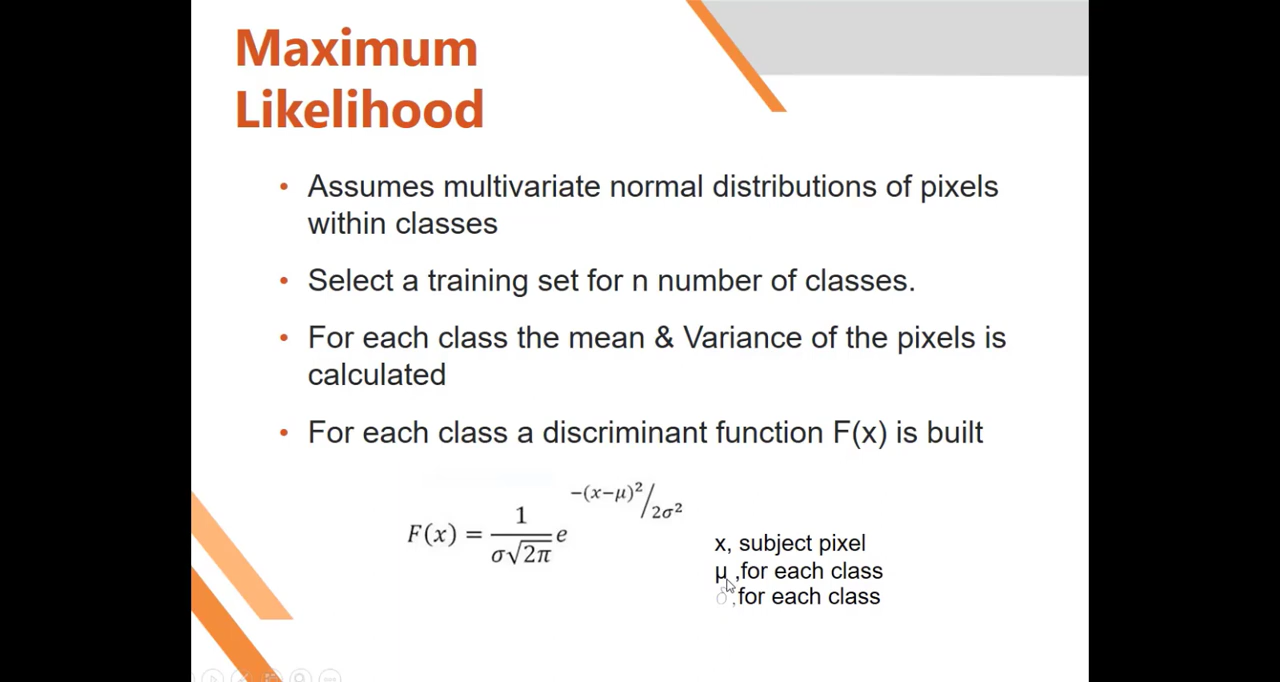 Maximum
Likelihood
• Assumes multivariate normal distributions of pixels
within classes
• Select a training set for n number of classes.
• For each class the mean & Variance of the pixels is
calculated
• For each class a discriminant function F(x) is built
F(x) = 1/(σ√2π) e^(−(x−μ)²/2σ²)
x, subject pixel
μ ,for each class
δ,for each class